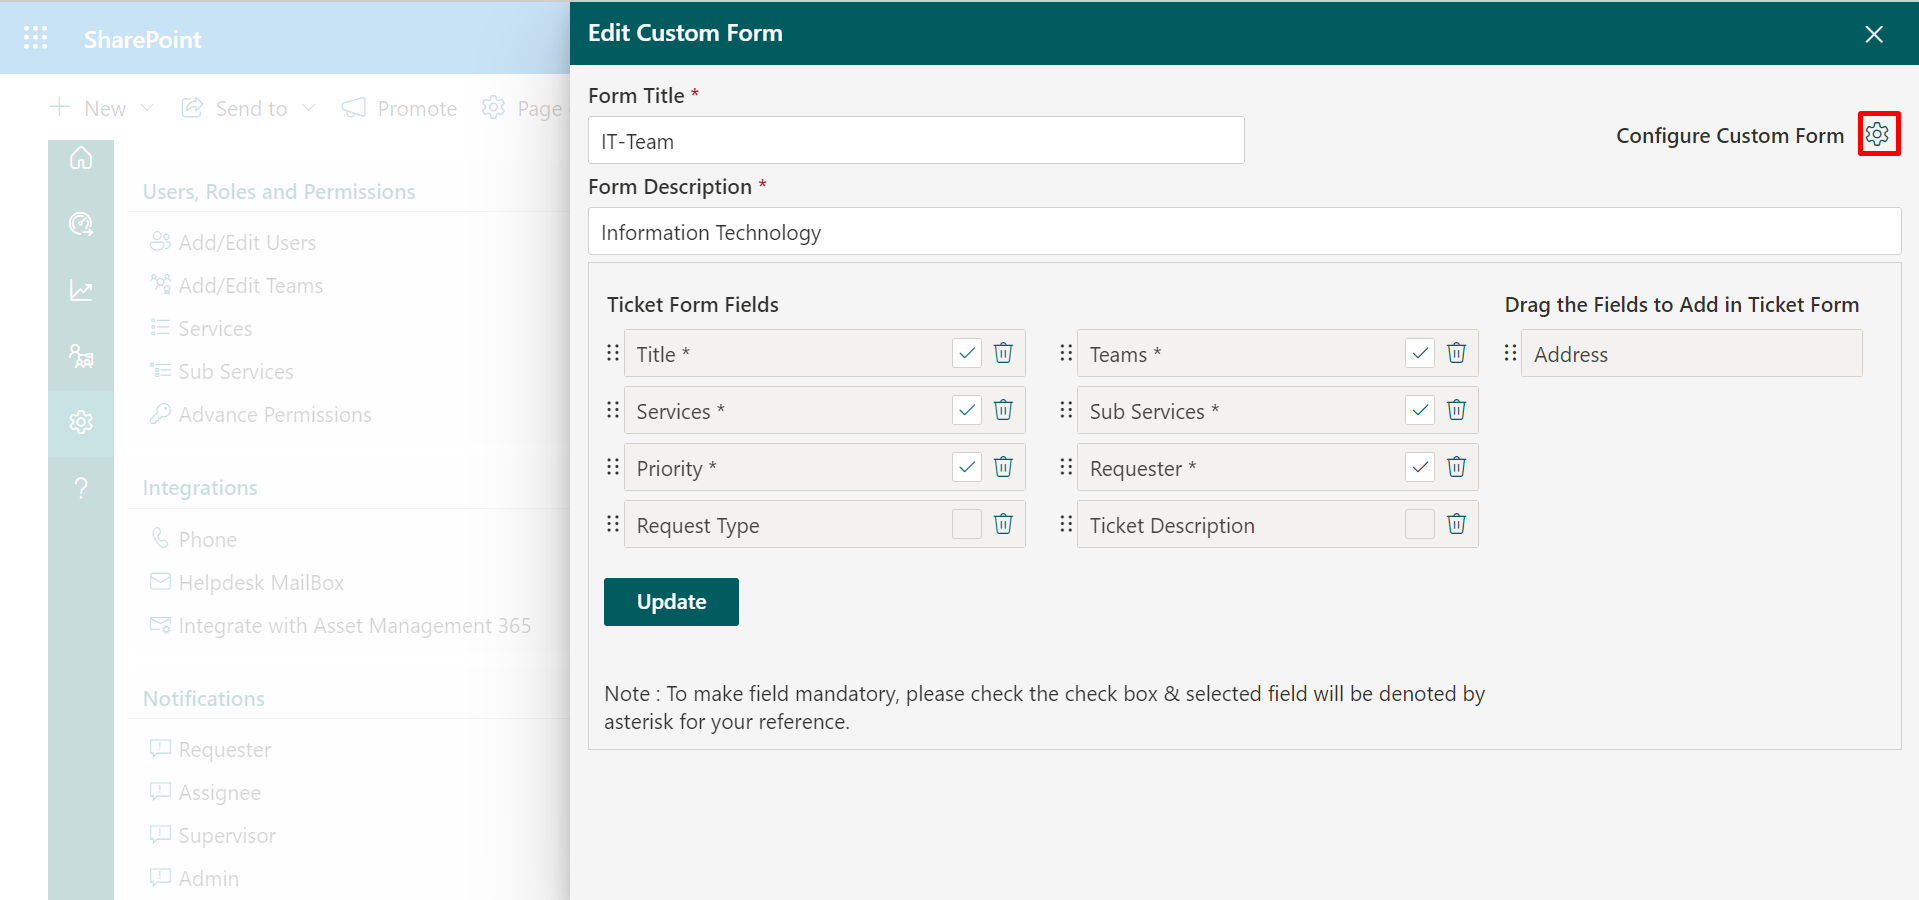 SharePoint
New
Send to
Promote
Page
Users, Roles and Permissions
Add/Edit Users
Add/Edit Teams
Services
Sub Services
Advance Permissions
Integrations
Phone
Helpdesk MailBox
Integrate with Asset Management 365
Notifications
Requester
Assignee
Supervisor
Admin
Edit Custom Form
Form Title *
IT-Team
Configure Custom Form
Form Description *
Information Technology
Ticket Form Fields
Drag the Fields to Add in Ticket Form
Title *
Teams *
Address
Services *
Sub Services *
Priority *
Requester *
Request Type
Ticket Description
Update
Note : To make field mandatory, please check the check box & selected field will be denoted by
asterisk for your reference.